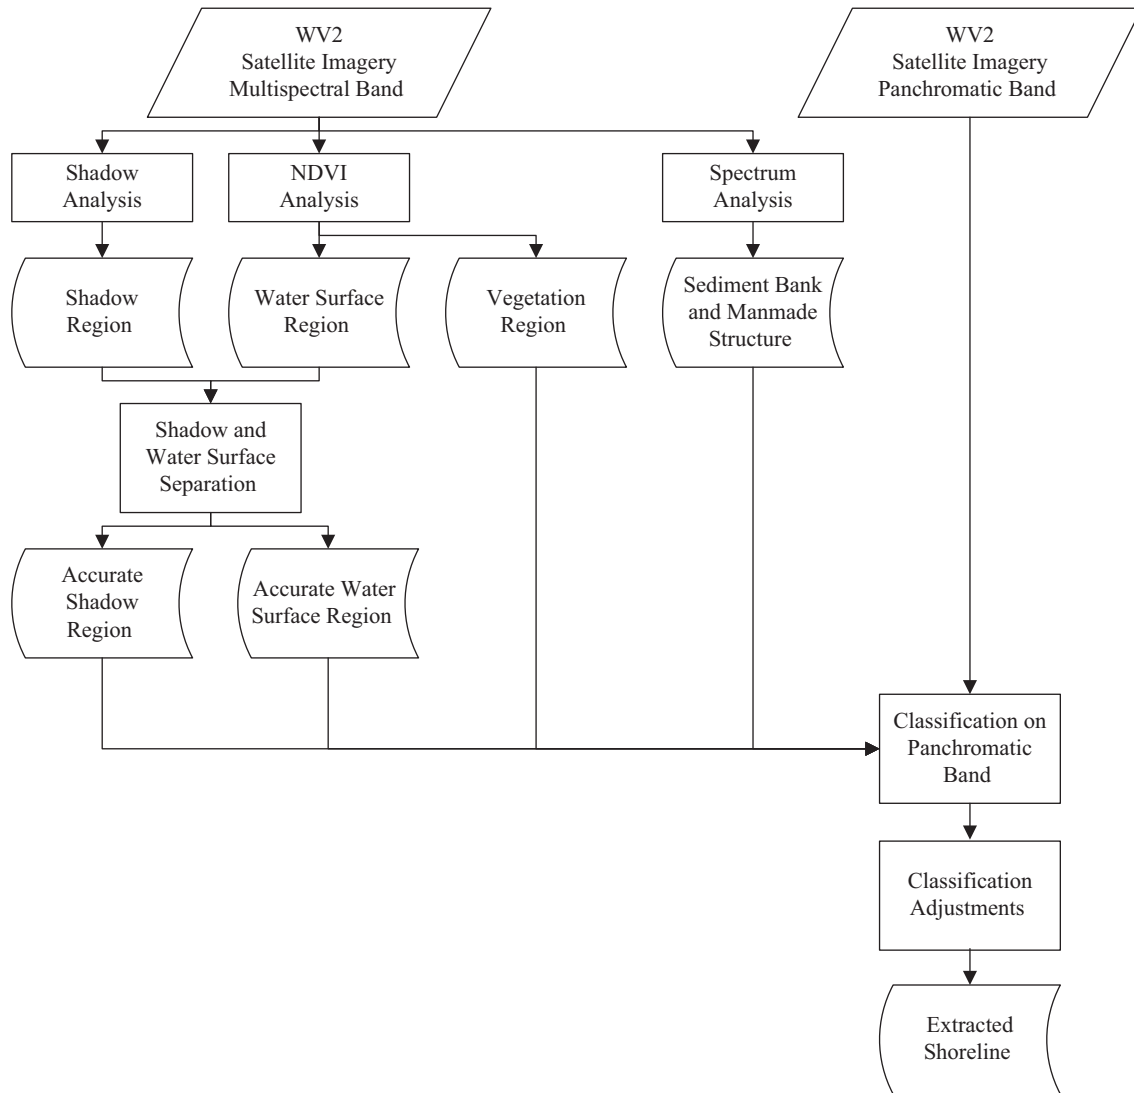 WV2
Satellite Imagery
Multispectral Band
WV2
Satellite Imagery
Panchromatic Band
Shadow
Analysis
NDVI
Analysis
Spectrum
Analysis
Shadow
Region
Water Surface
Region
Vegetation
Region
Sediment Bank
and Manmade
Structure
Shadow and
Water Surface
Separation
Accurate
Shadow
Region
Accurate Water
Surface Region
Classification on
Panchromatic
Band
Classification
Adjustments
Extracted
Shoreline